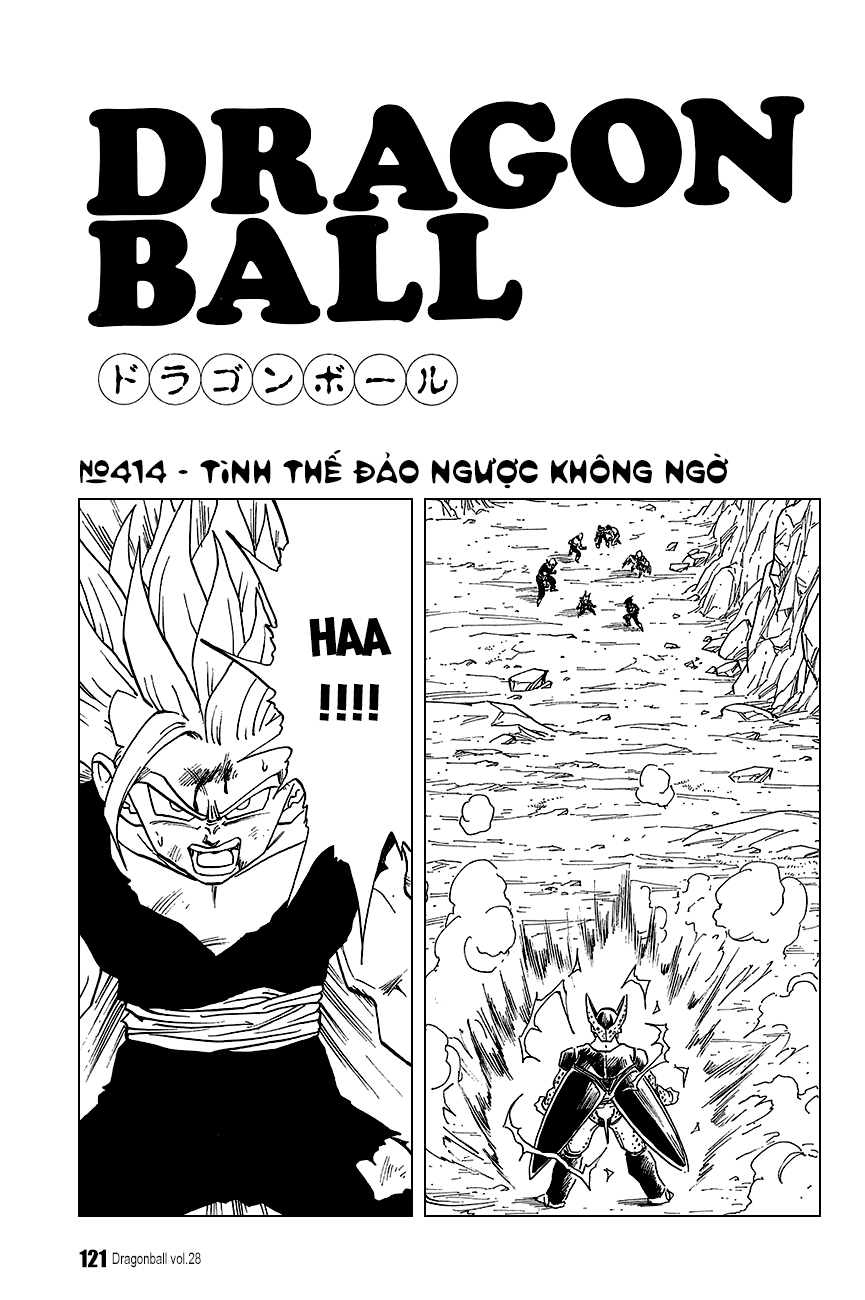 DRAGON
BALL
ドラゴンボール
No414 - TÌNH THẾ ĐẢO NGƯỢC KHÔNG NGỜ
HAA
!!!!
121 Dragonball vol.28